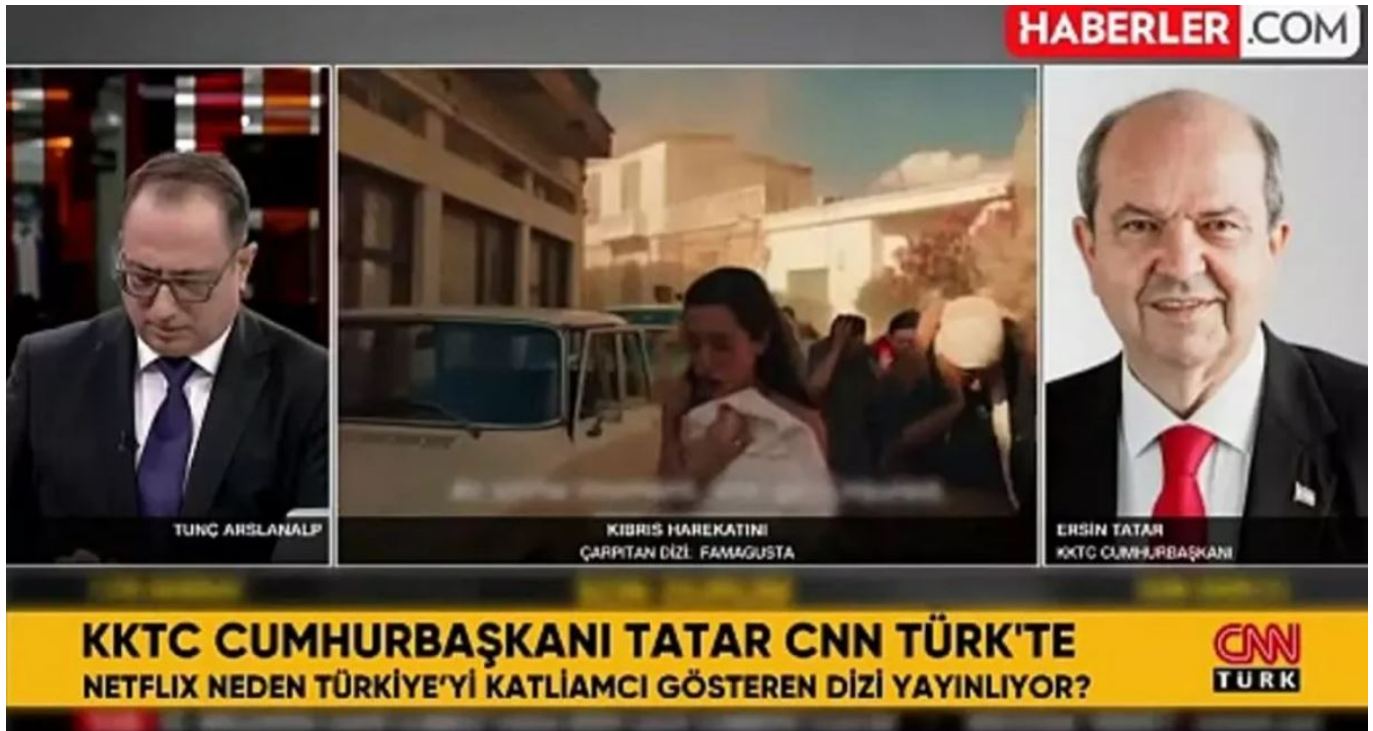 HABERLER.COM
TUNÇ ARSLANALP
KIBRIS HAREKATINI
ÇARPITAN DİZİ: FAMAGUSTA
ERSİN TATAR
KKTC CUMHURBAŞKANI
KKTC CUMHURBAŞKANI TATAR CNN TÜRK'TE
NETFLIX NEDEN TÜRKİYE'Yİ KATLİAMCI GÖSTEREN DİZİ YAYINLIYOR?
CNN
TÜRK